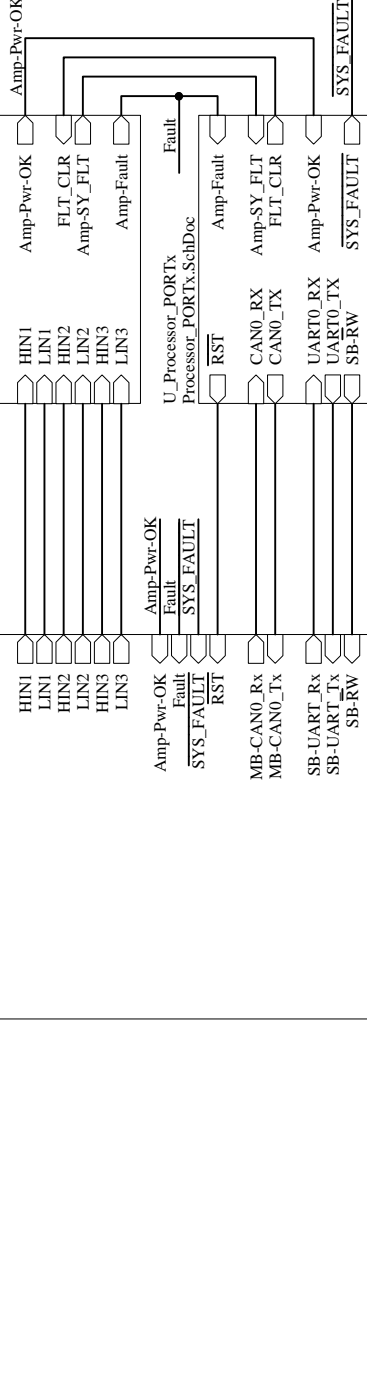 Amp-Pwr-OK
SYS_FAULT
Fault
Amp-Pwr-OK
FLT_CLR
Amp-SY_FLT
Amp-Fault
Amp-Fault
Amp-SY_FLT
FLT_CLR
Amp-Pwr-OK
SYS_FAULT
U_Processor_PORTx
Processor_PORTx.SchDoc
HIN1
LIN1
HIN2
LIN2
HIN3
LIN3
RST
CAN0_RX
CAN0_TX
UART0_RX
UART0_TX
SB-RW
Amp-Pwr-OK
Fault
SYS_FAULT
HIN1
LIN1
HIN2
LIN2
HIN3
LIN3
Amp-Pwr-OK
Fault
SYS_FAULT
RST
MB-CAN0_Rx
MB-CAN0_Tx
SB-UART_Rx
SB-UART_Tx
SB-RW